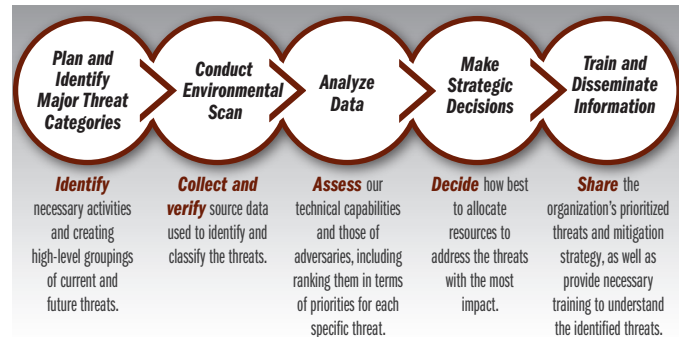 Plan and
Identify
Major Threat
Categories
Conduct
Environmental
Scan
Analyze
Data
Make
Strategic
Decisions
Train and
Disseminate
Information
Identify
necessary activities
and creating
high-level groupings
of current and
future threats.
Collect and
verify source data
used to identify and
classify the threats.
Assess our
technical capabilities
and those of
adversaries, including
ranking them in terms
of priorities for each
specific threat.
Decide how best
to allocate
resources to
address the threats
with the most
impact.
Share the
organization's prioritized
threats and mitigation
strategy, as well as
provide necessary
training to understand
the identified threats.